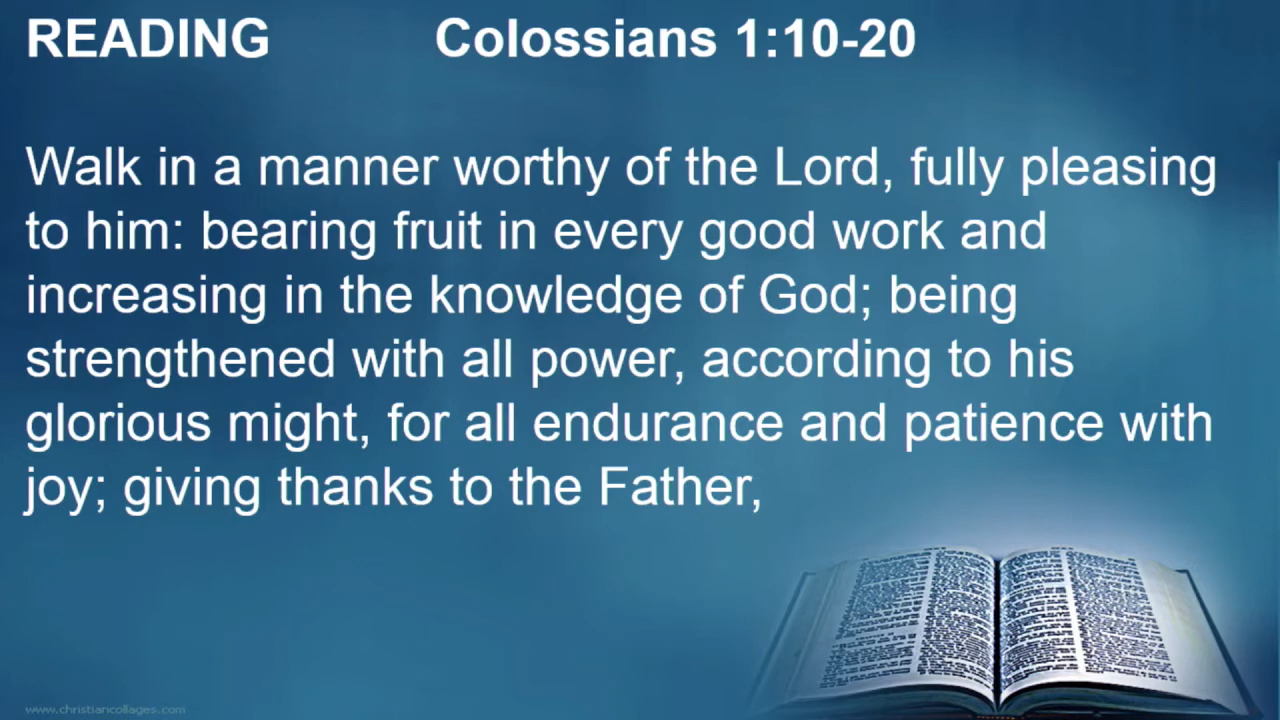 READING Colossians 1:10-20
Walk in a manner worthy of the Lord, fully pleasing
to him: bearing fruit in every good work and
increasing in the knowledge of God; being
strengthened with all power, according to his
glorious might, for all endurance and patience with
joy; giving thanks to the Father,
www.christiancollages.com